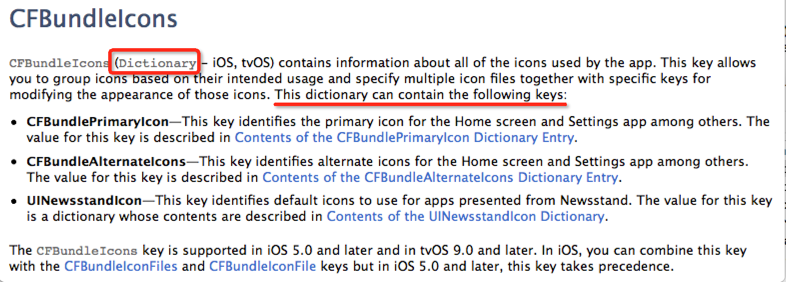 CFBundleIcons
CFBundleIcons (Dictionary – iOS, tvOS) contains information about all of the icons used by the app. This key allows
you to group icons based on their intended usage and specify multiple icon files together with specific keys for
modifying the appearance of those icons. This dictionary can contain the following keys:
• CFBundlePrimaryIcon—This key identifies the primary icon for the Home screen and Settings app among others. The
value for this key is described in Contents of the CFBundlePrimaryIcon Dictionary Entry.
• CFBundleAlternateIcons—This key identifies alternate icons for the Home screen and Settings app among others.
The value for this key is described in Contents of the CFBundleAlternateIcons Dictionary Entry.
• UINewsstandIcon—This key identifies default icons to use for apps presented from Newsstand. The value for this key
is a dictionary whose contents are described in Contents of the UINewsstandIcon Dictionary.
The CFBundleIcons key is supported in iOS 5.0 and later and in tvOS 9.0 and later. In iOS, you can combine this key
with the CFBundleIconFiles and CFBundleIconFile keys but in iOS 5.0 and later, this key takes precedence.